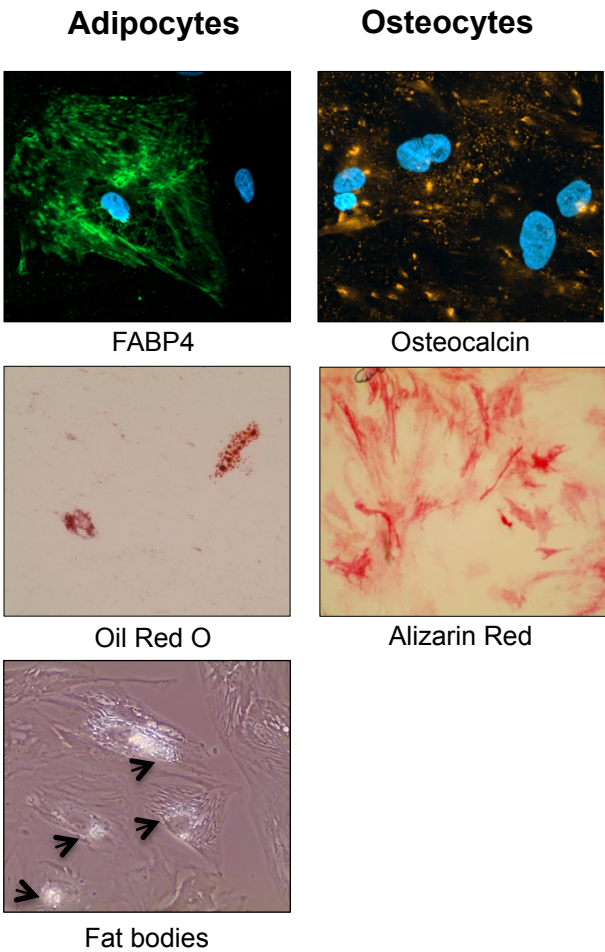 Adipocytes
Osteocytes
FABP4
Osteocalcin
Oil Red O
Alizarin Red
Fat bodies